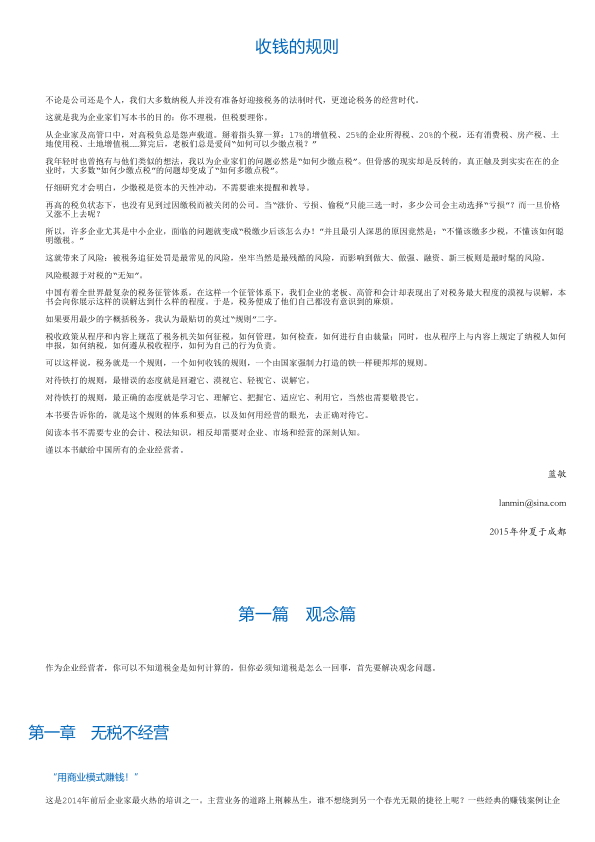 收钱的规则
不论是公司还是个人，我们大多数纳税人并没有准备好迎接税务的法制时代，更遑论税务的经营时代。
这就是我为企业家们写本书的目的：你不理税，但税要理你。
从企业家及高管口中，对高税负总是怨声载道。掰着指头算一算：17%的增值税、25%的企业所得税、20%的个税，还有消费税、房产税、土
地使用税、土地增值税……算完后，老板们总是爱问“如何可以少缴点税？”
我年轻时也曾抱有与他们类似的想法，我以为企业家们的问题必然是“如何少缴点税”。但骨感的现实却是反转的，真正触及到实实在在的企
业时，大多数“如何少缴点税”的问题却变成了“如何多缴点税”。
仔细研究才会明白，少缴税是资本的天性冲动，不需要谁来提醒和教导。
再高的税负状态下，也没有见到过因缴税而被关闭的公司。当“涨价、亏损、偷税”只能三选一时，多少公司会主动选择“亏损”？而一旦价格
又涨不上去呢？
所以，许多企业尤其是中小企业，面临的问题就变成“税缴少后该怎么办！”并且最引人深思的原因竟然是：“不懂该缴多少税，不懂该如何聪
明缴税。”
这就带来了风险：被税务追征处罚是最常见的风险，坐牢当然是最残酷的风险，而影响到做大、做强、融资、新三板则是最时髦的风险。
风险根源于对税的“无知”。
中国有着全世界最复杂的税务征管体系。在这样一个征管体系下，我们企业的老板、高管和会计却表现出了对税务最大程度的漠视与误解，本
书会向你展示这样的误解达到什么样的程度。于是，税务便成了他们自己都没有意识到的麻烦。
如果要用最少的字概括税务，我认为最贴切的莫过“规则”二字。
税收政策从程序和内容上规范了税务机关如何征税，如何管理，如何检查，如何进行自由裁量；同时，也从程序上与内容上规定了纳税人如何
申报，如何纳税，如何遵从税收程序，如何为自己的行为负责。
可以这样说，税务就是一个规则，一个如何收钱的规则，一个由国家强制力打造的铁一样硬邦邦的规则。
对待铁打的规则，最错误的态度就是回避它、漠视它、轻视它、误解它。
对待铁打的规则，最正确的态度就是学习它、理解它、把握它、适应它、利用它，当然也需要敬畏它。
本书要告诉你的，就是这个规则的体系和要点，以及如何用经营的眼光，去正确对待它。
阅读本书不需要专业的会计、税法知识，相反却需要对企业、市场和经营的深刻认知。
谨以本书献给中国所有的企业经营者。
蓝敏
lanmin@sina.com
2015年仲夏于成都
第一篇　观念篇
作为企业经营者，你可以不知道税金是如何计算的，但你必须知道税是怎么一回事，首先要解决观念问题。
第一章　无税不经营
“用商业模式赚钱！”
这是2014年前后企业家最火热的培训之一。主营业务的道路上荆棘丛生，谁不想绕到另一个春光无限的捷径上呢？一些经典的赚钱案例让企